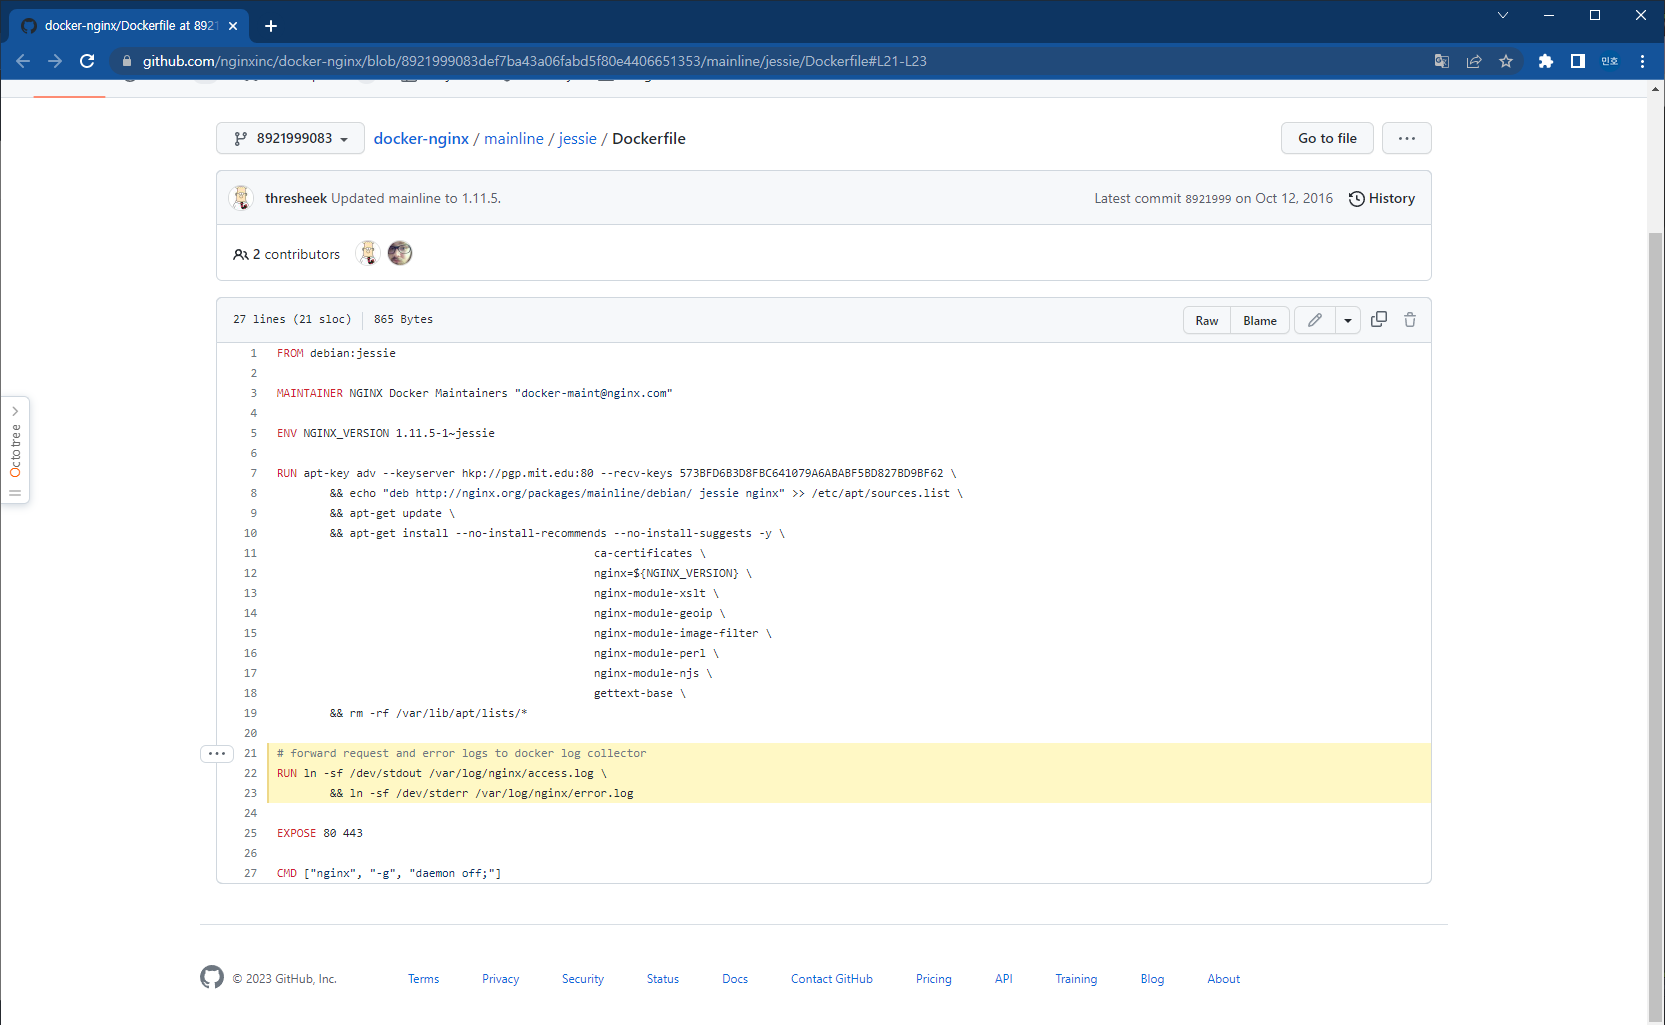 docker-nginx/Dockerfile at 8921
github.com/nginxinc/docker-nginx/blob/8921999083def7ba43a06fabd5f80e4406651353/mainline/jessie/Dockerfile#L21-L23
민호
8921999083
docker-nginx / mainline / jessie / Dockerfile
Go to file
thresheek Updated mainline to 1.11.5.
Latest commit 8921999 on Oct 12, 2016
History
2 contributors
27 lines (21 sloc) 865 Bytes
Raw
Blame
Octotree
1 FROM debian:jessie
2
3 MAINTAINER NGINX Docker Maintainers "docker-maint@nginx.com"
4
5 ENV NGINX_VERSION 1.11.5-1~jessie
6
7 RUN apt-key adv --keyserver hkp://pgp.mit.edu:80 --recv-keys 573BFD6B3D8FBC641079A6ABABF5BD827BD9BF62 \
8 && echo "deb http://nginx.org/packages/mainline/debian/ jessie nginx" >> /etc/apt/sources.list \
9 && apt-get update \
10 && apt-get install --no-install-recommends --no-install-suggests -y \
11 ca-certificates \
12 nginx=${NGINX_VERSION} \
13 nginx-module-xslt \
14 nginx-module-geoip \
15 nginx-module-image-filter \
16 nginx-module-perl \
17 nginx-module-njs \
18 gettext-base \
19 && rm -rf /var/lib/apt/lists/*
20
21 # forward request and error logs to docker log collector
22 RUN ln -sf /dev/stdout /var/log/nginx/access.log \
23 && ln -sf /dev/stderr /var/log/nginx/error.log
24
25 EXPOSE 80 443
26
27 CMD ["nginx", "-g", "daemon off;"]
© 2023 GitHub, Inc.
Terms
Privacy
Security
Status
Docs
Contact GitHub
Pricing
API
Training
Blog
About